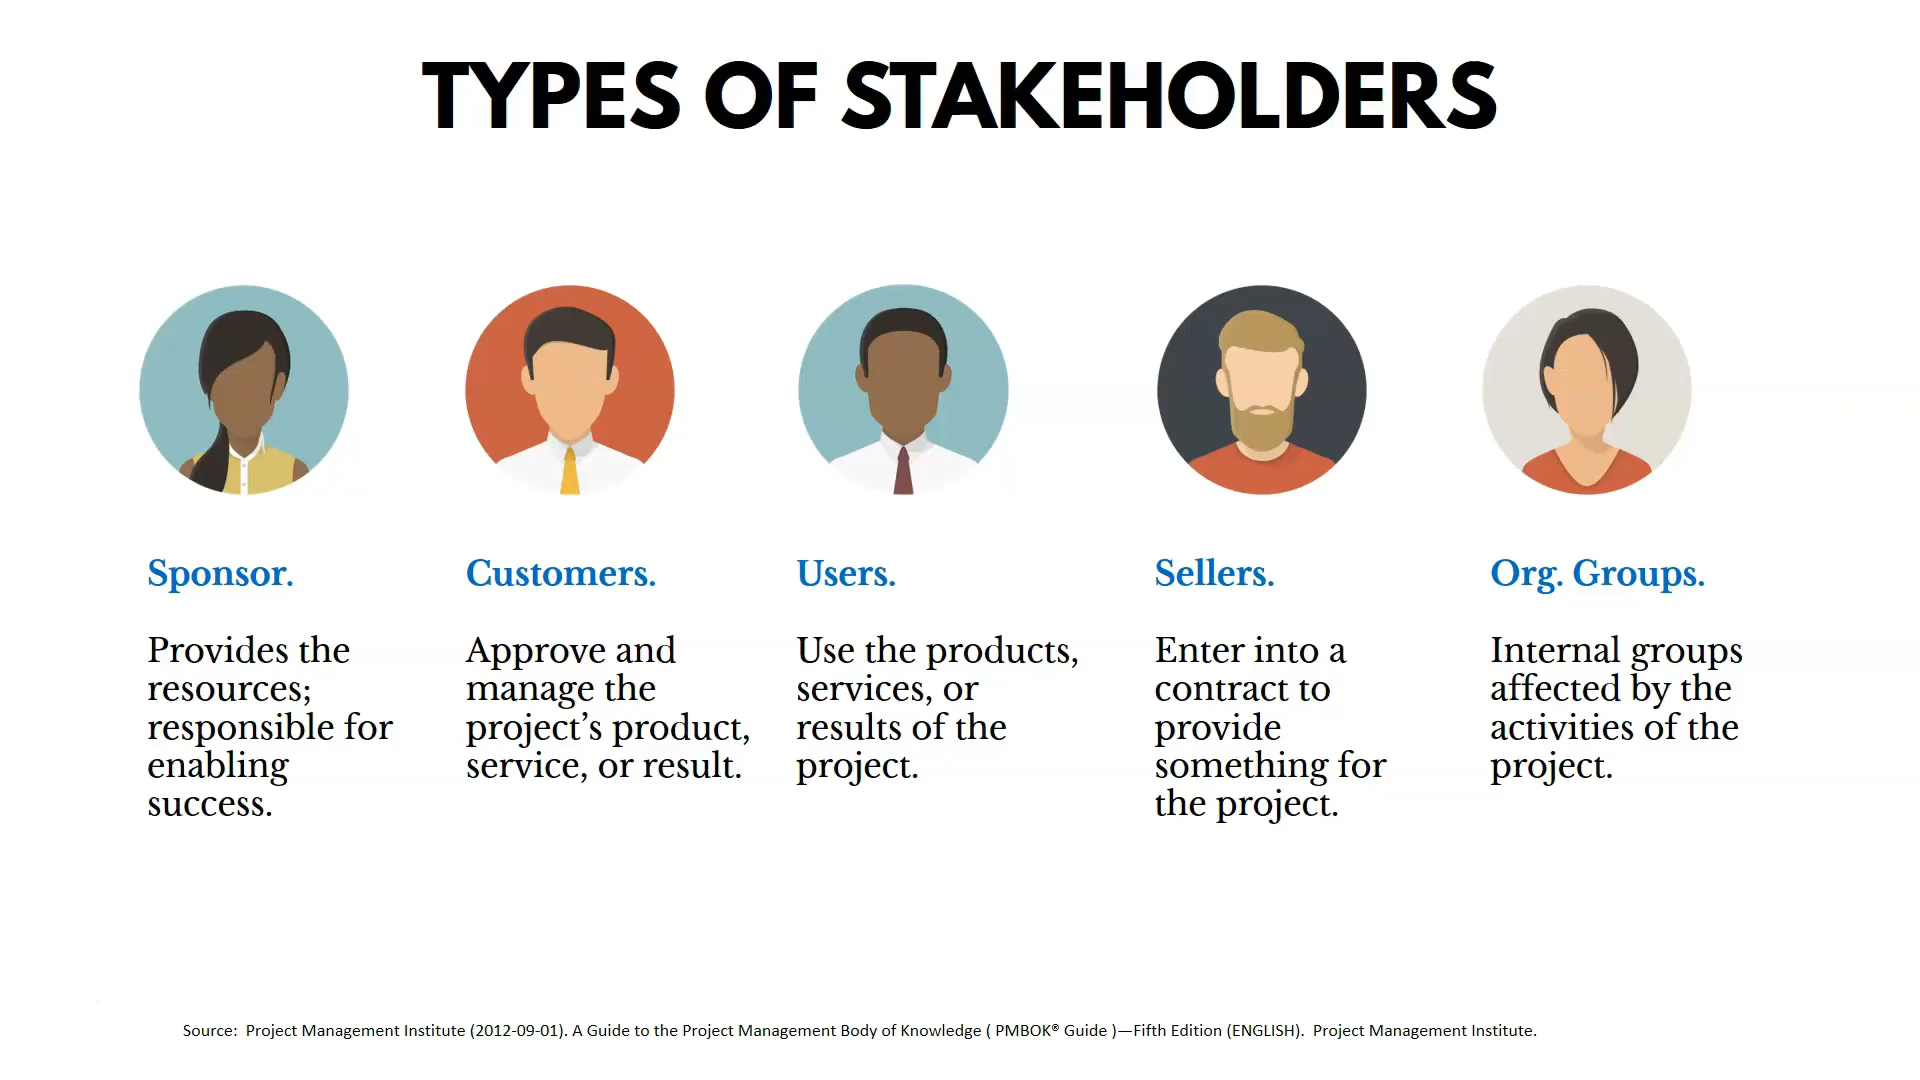 TYPES OF STAKEHOLDERS
Sponsor.
Provides the
resources;
responsible for
enabling
success.
Customers.
Approve and
manage the
project’s product,
service, or result.
Users.
Use the products,
services, or
results of the
project.
Sellers.
Enter into a
contract to
provide
something for
the project.
Org. Groups.
Internal groups
affected by the
activities of the
project.
Source:  Project Management Institute (2012-09-01). A Guide to the Project Management Body of Knowledge ( PMBOK® Guide )—Fifth Edition (ENGLISH).  Project Management Institute.